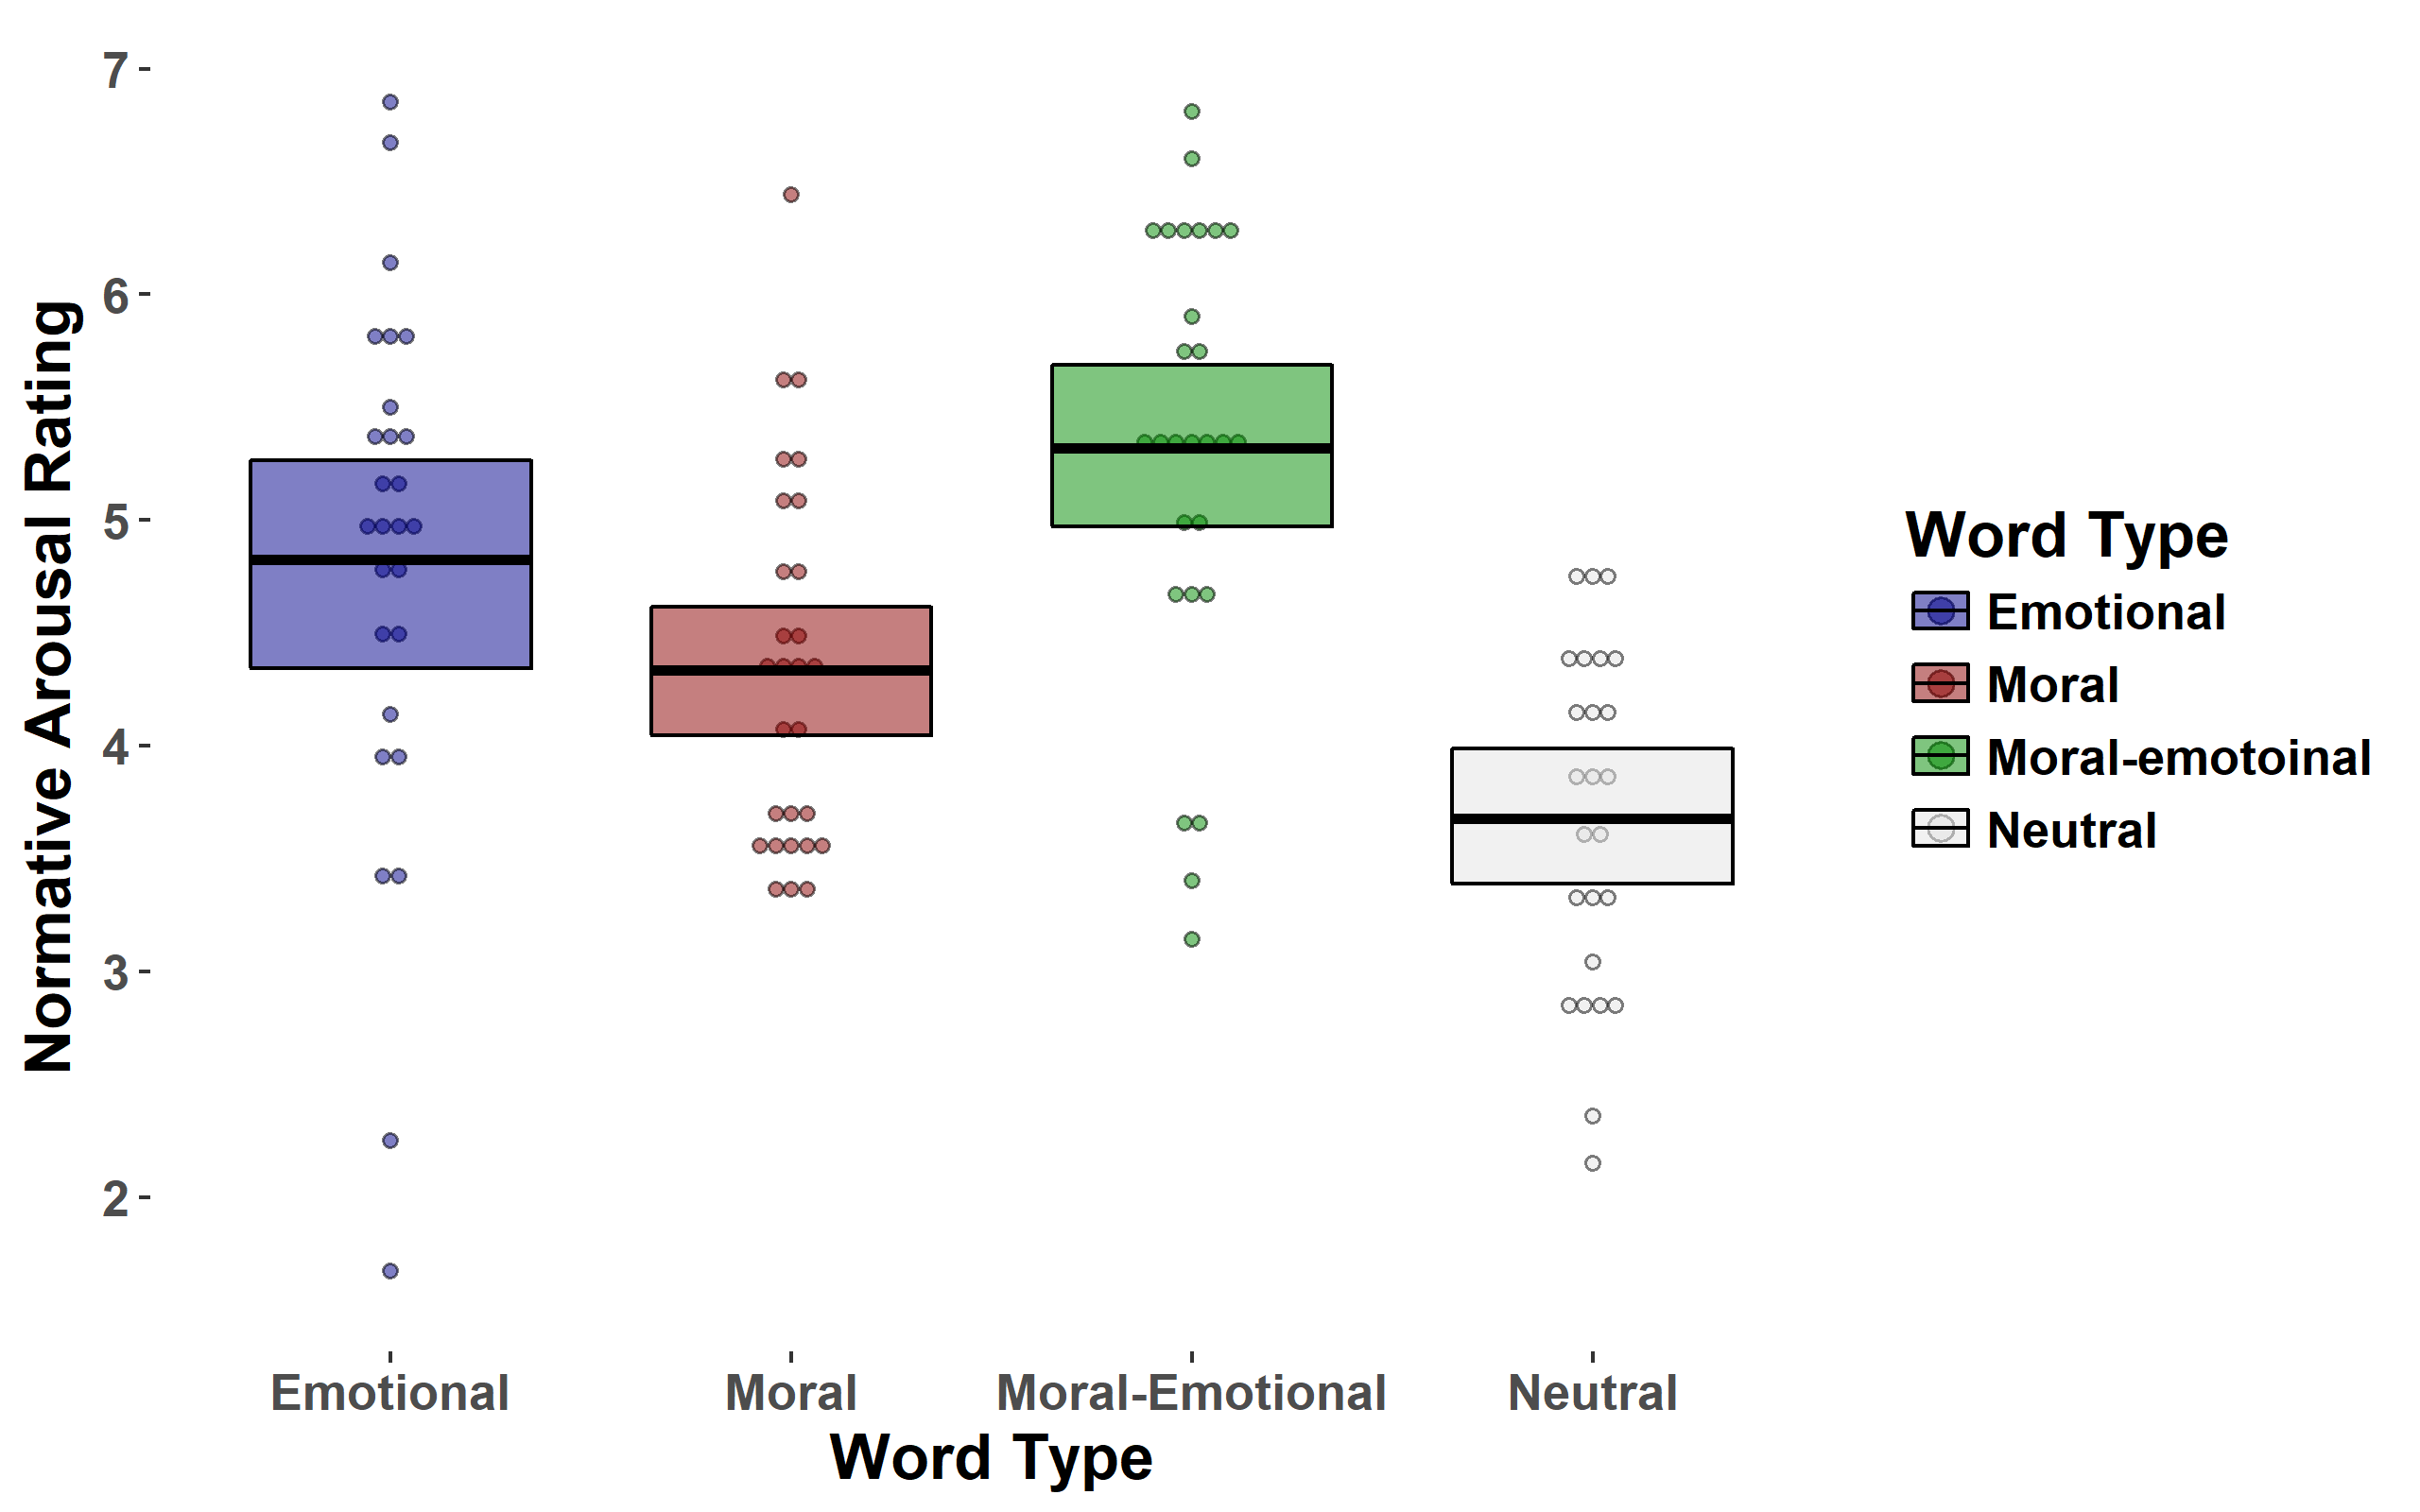 Normative Arousal Rating
7
6
5
4
3
2
Emotional
Moral
Moral-Emotional
Neutral
Word Type
Word Type
Emotional
Moral
Moral-emotoinal
Neutral